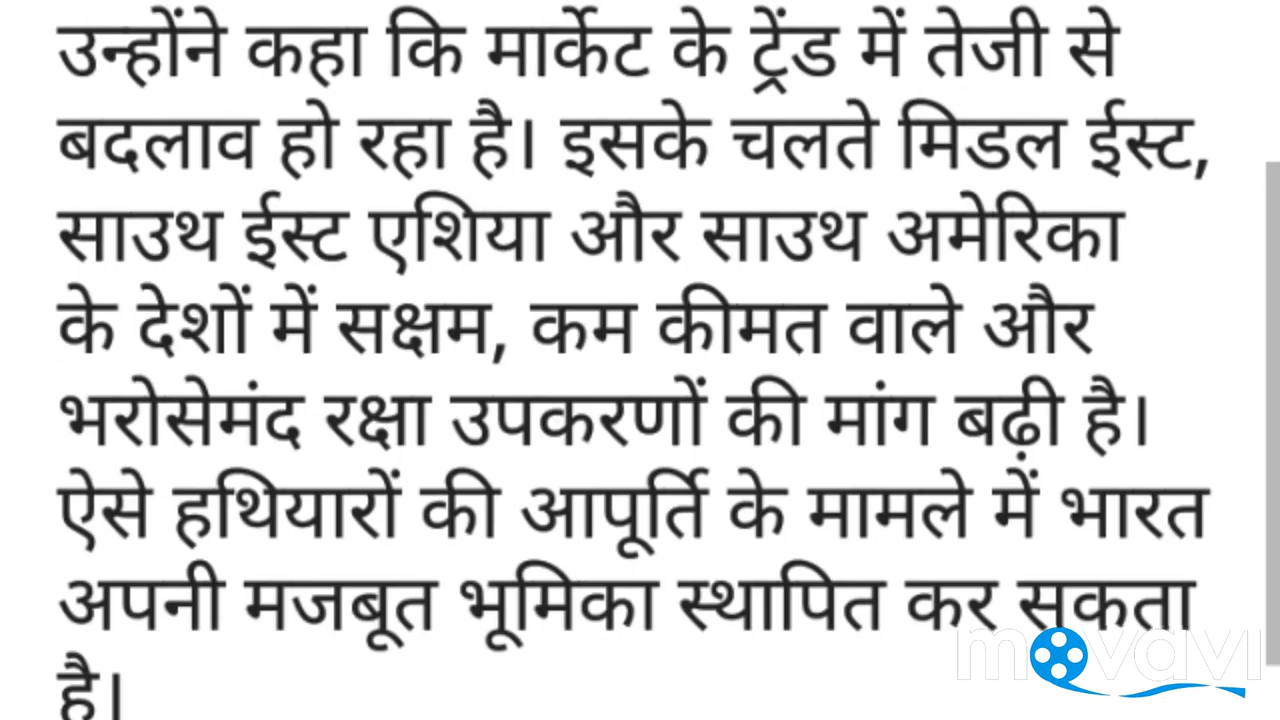 उन्होंने कहा कि मार्केट के ट्रेंड में तेजी से
बदलाव हो रहा है। इसके चलते मिडल ईस्ट,
साउथ ईस्ट एशिया और साउथ अमेरिका
के देशों में सक्षम, कम कीमत वाले और
भरोसेमंद रक्षा उपकरणों की मांग बढ़ी है।
ऐसे हथियारों की आपूर्ति के मामले में भारत
अपनी मजबूत भूमिका स्थापित कर सकता
है।
movavi